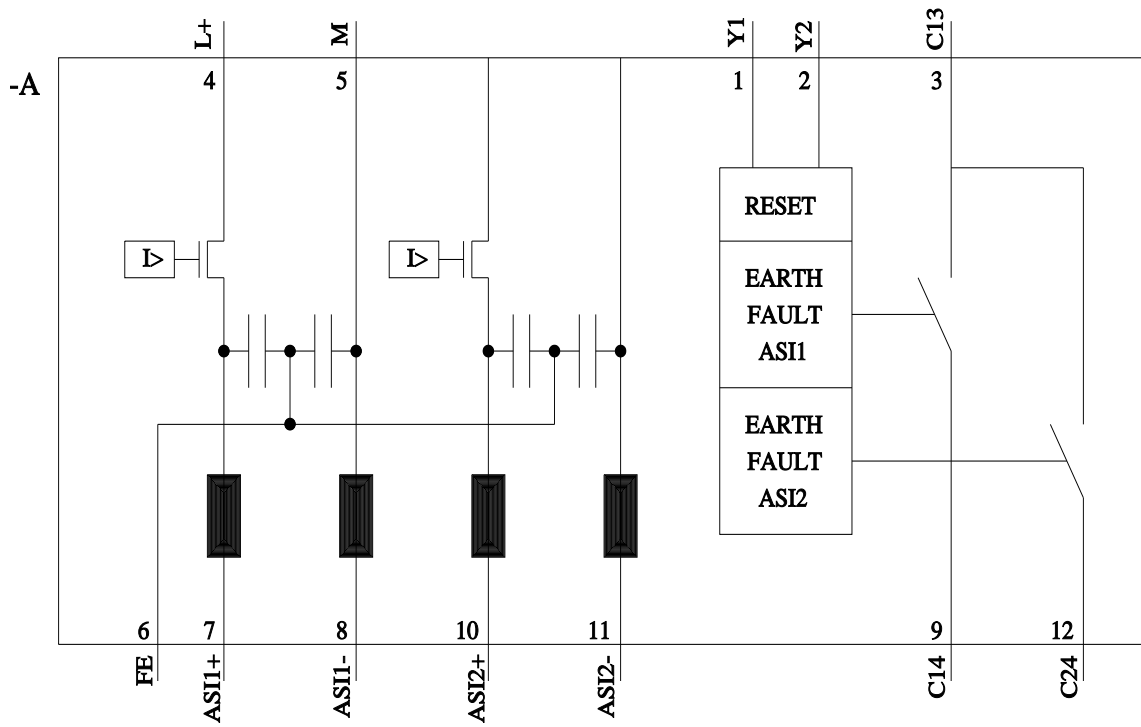 L+
M
Y1
Y2
C13
-A
4
5
1
2
3
RESET
I>
I>
EARTH
FAULT
ASI1
EARTH
FAULT
ASI2
6
7
8
10
11
9
12
FE
ASI1+
ASI1-
ASI2+
ASI2-
C14
C24